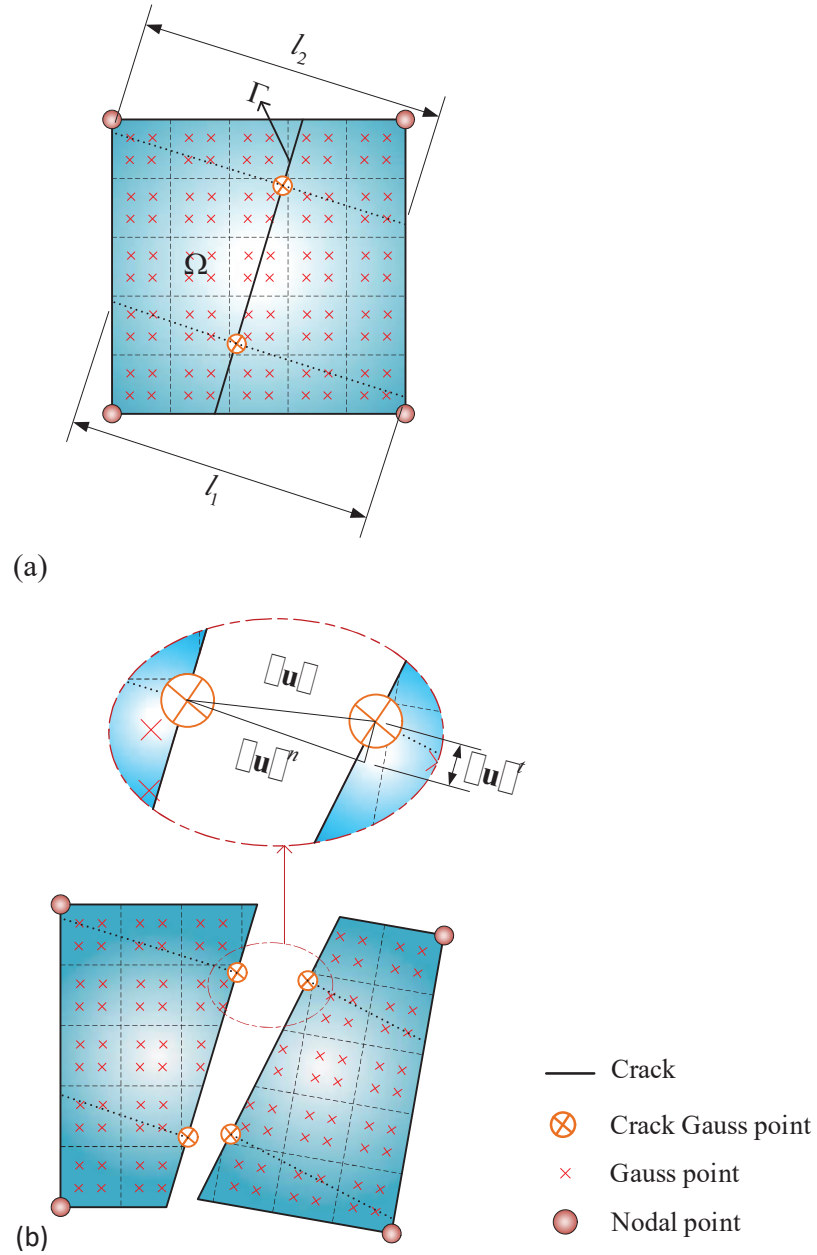 l₂
Γ
Ω
l₁
(a)
▯u▯
▯u▯ⁿ
▯u▯ᵗ
Crack
Crack Gauss point
Gauss point
Nodal point
(b)